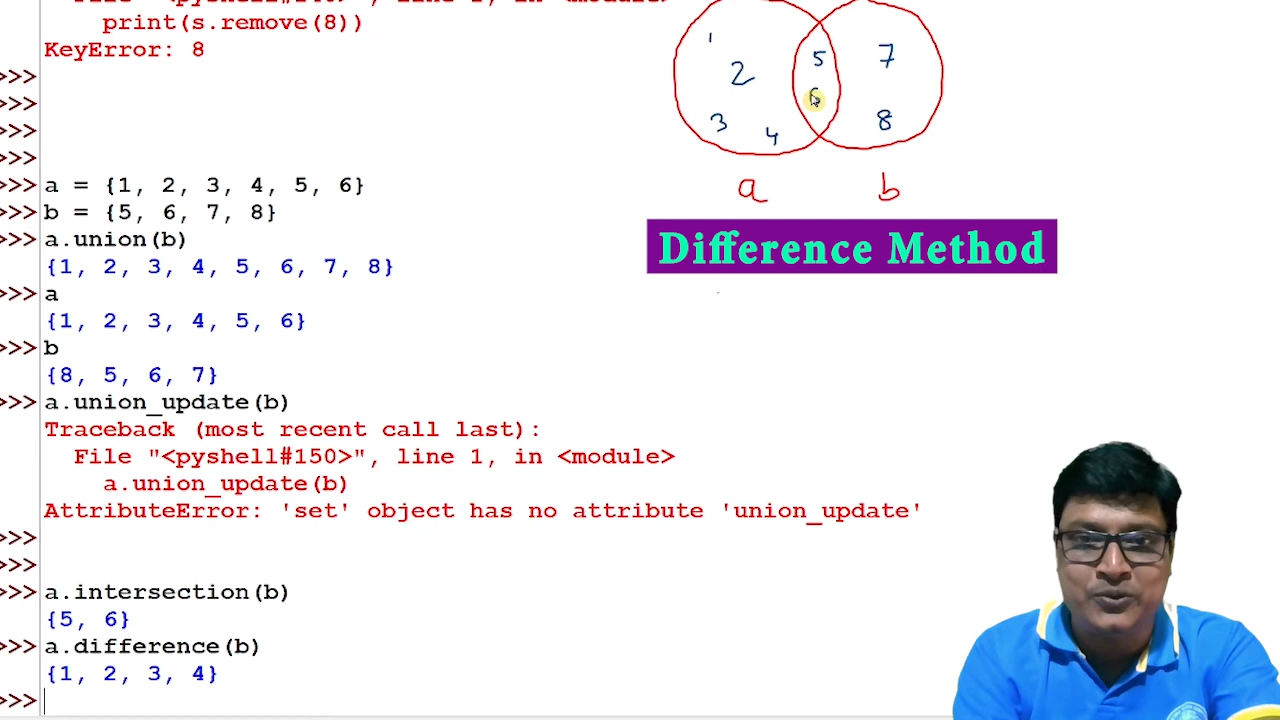 print(s.remove(8))
KeyError: 8
>>>
>>>
>>>
>>>
>>> a = {1, 2, 3, 4, 5, 6}
>>> b = {5, 6, 7, 8}
>>> a.union(b)
{1, 2, 3, 4, 5, 6, 7, 8}
>>> a
{1, 2, 3, 4, 5, 6}
>>> b
{8, 5, 6, 7}
>>> a.union_update(b)
Traceback (most recent call last):
File "<pyshell#150>", line 1, in <module>
a.union_update(b)
AttributeError: 'set' object has no attribute 'union_update'
>>>
>>>
>>> a.intersection(b)
{5, 6}
>>> a.difference(b)
{1, 2, 3, 4}
>>>
1 5 7
2
6
3 4 8
a b
Difference Method